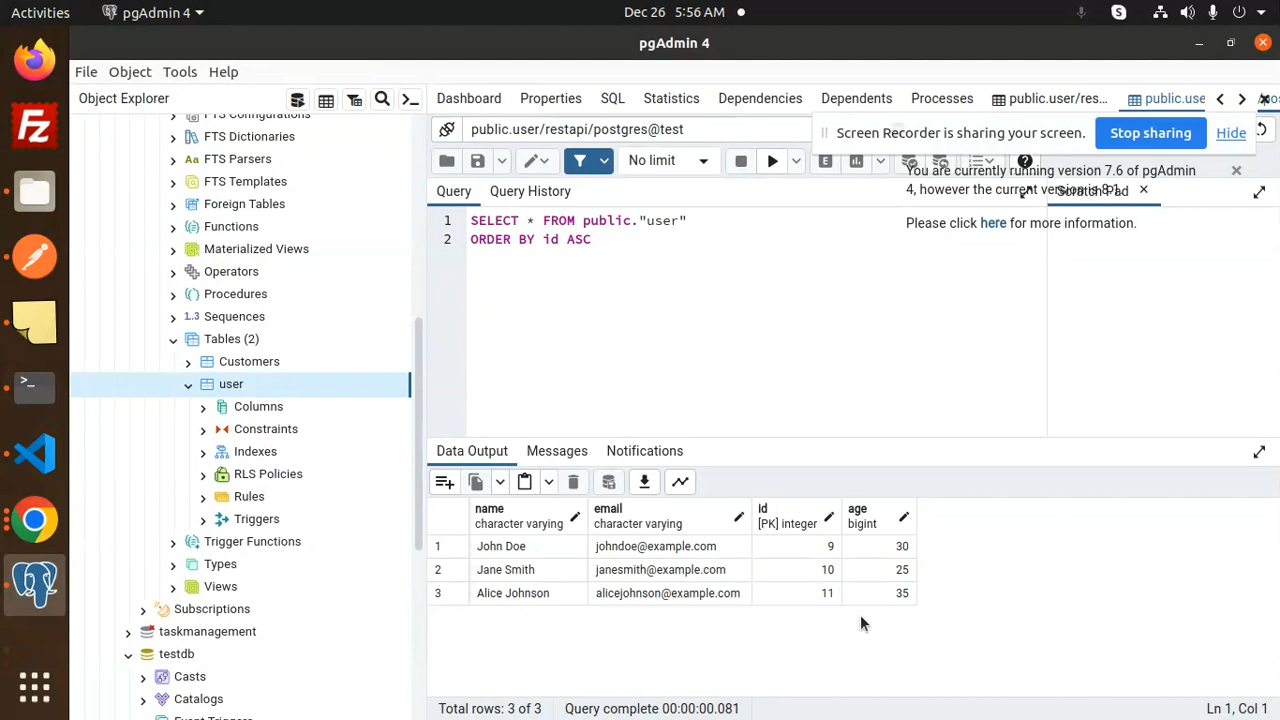 Activities
pgAdmin 4
Dec 26 5:56 AM
pgAdmin 4
File Object Tools Help
Object Explorer
Dashboard Properties SQL Statistics Dependencies Dependents Processes public.user/res... public.use
public.user/restapi/postgres@test
Screen Recorder is sharing your screen. Stop sharing Hide
No limit
You are currently running version 7.6 of pgAdmin
4, however the current version is 8.1.
Please click here for more information.
Query Query History
Scratch Pad
1 SELECT * FROM public."user"
2 ORDER BY id ASC
FTS Configurations
FTS Dictionaries
FTS Parsers
FTS Templates
Foreign Tables
Functions
Materialized Views
Operators
Procedures
1..3 Sequences
Tables (2)
Customers
user
Columns
Constraints
Indexes
RLS Policies
Rules
Triggers
Trigger Functions
Types
Views
Subscriptions
taskmanagement
testdb
Casts
Catalogs
Event Triggers
Data Output Messages Notifications
name email id age
character varying character varying [PK] integer bigint
1 John Doe johndoe@example.com 9 30
2 Jane Smith janesmith@example.com 10 25
3 Alice Johnson alicejohnson@example.com 11 35
Total rows: 3 of 3 Query complete 00:00:00.081 Ln 1, Col 1